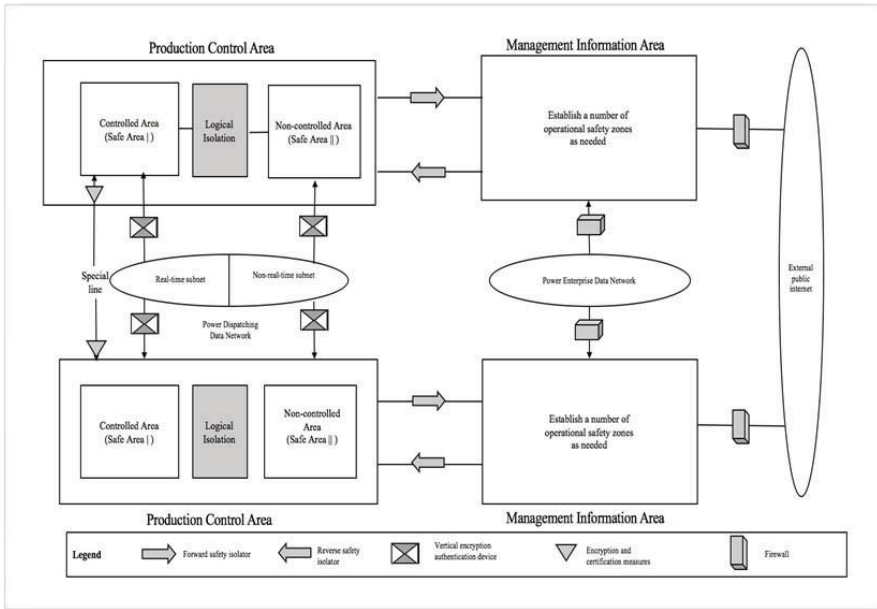 Production Control Area
Management Information Area
Controlled Area
(Safe Area | )
Logical
Isolation
Non-controlled Area
(Safe Area || )
Establish a number of
operational safety zones
as needed
Special
line
Real-time subnet
Non-real-time subnet
Power Dispatching
Data Network
Power Enterprise Data Network
External
public
internet
Controlled Area
(Safe Area | )
Logical
Isolation
Non-controlled
Area
(Safe Area || )
Establish a number of
operational safety zones
as needed
Production Control Area
Management Information Area
Legend
Forward safety isolator
Reverse safety
isolator
Vertical encryption
authentication device
Encryption and
certification measures
Firewall